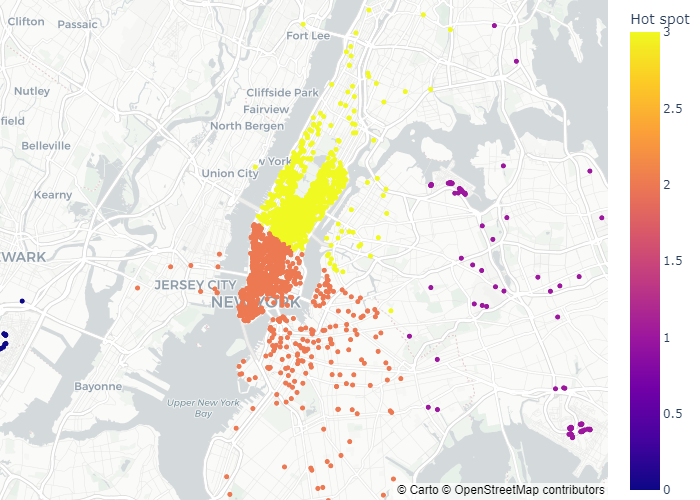 Clifton
Passaic
Fort Lee
Hot spot
3
Nutley
Cliffside Park
Fairview
2.5
field
North Bergen
Belleville
w York
Union City
2
Kearny
WARK
1.5
JERSEY CITY
NEW YORK
1
Bayonne
Upper New York
Bay
0.5
© Carto © OpenStreetMap contributors
0